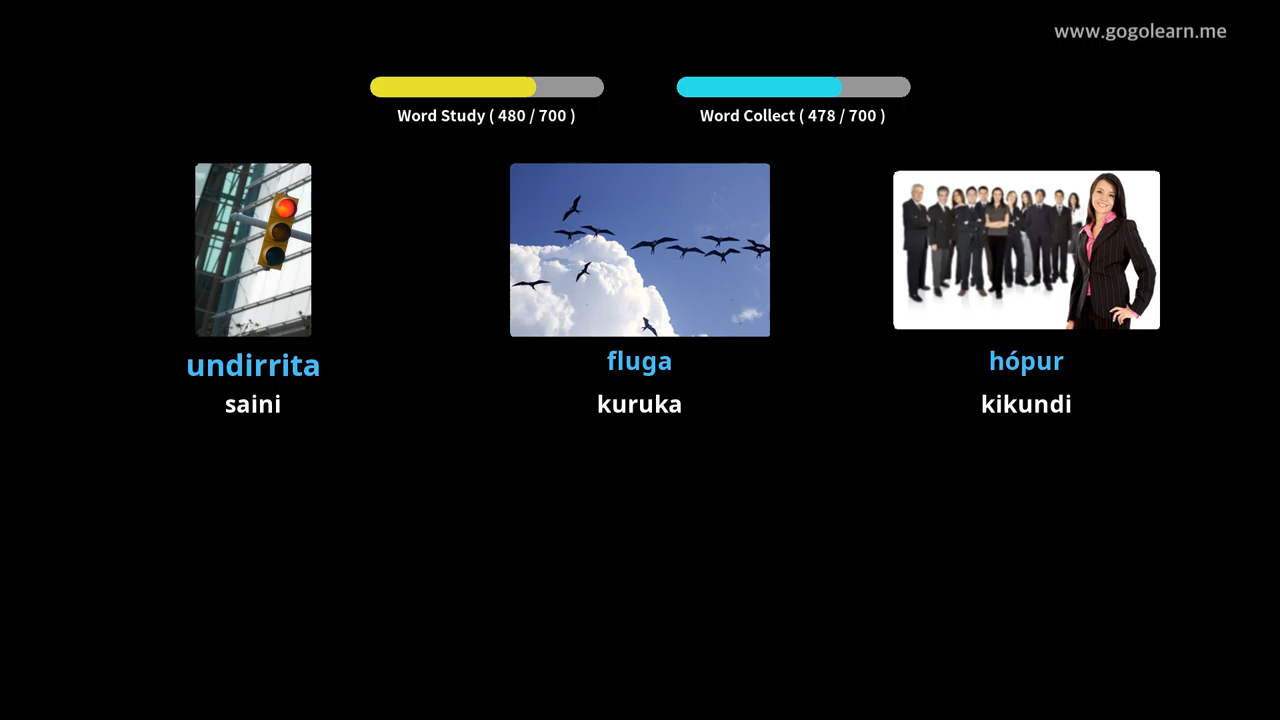 www.gogolearn.me
Word Study ( 480 / 700 )
Word Collect ( 478 / 700 )
undirrita
saini
fluga
kuruka
hópur
kikundi